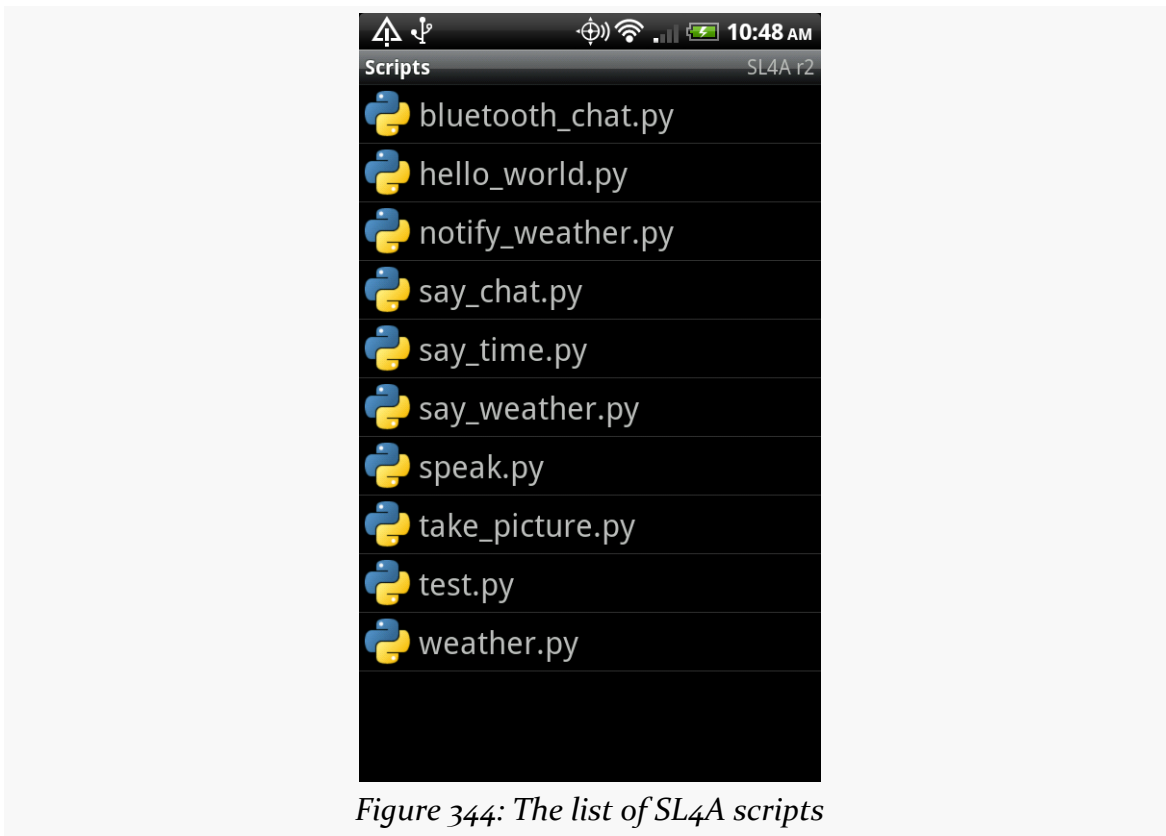 10:48 AM
Scripts SL4A r2
bluetooth_chat.py
hello_world.py
notify_weather.py
say_chat.py
say_time.py
say_weather.py
speak.py
take_picture.py
test.py
weather.py
Figure 344: The list of SL4A scripts